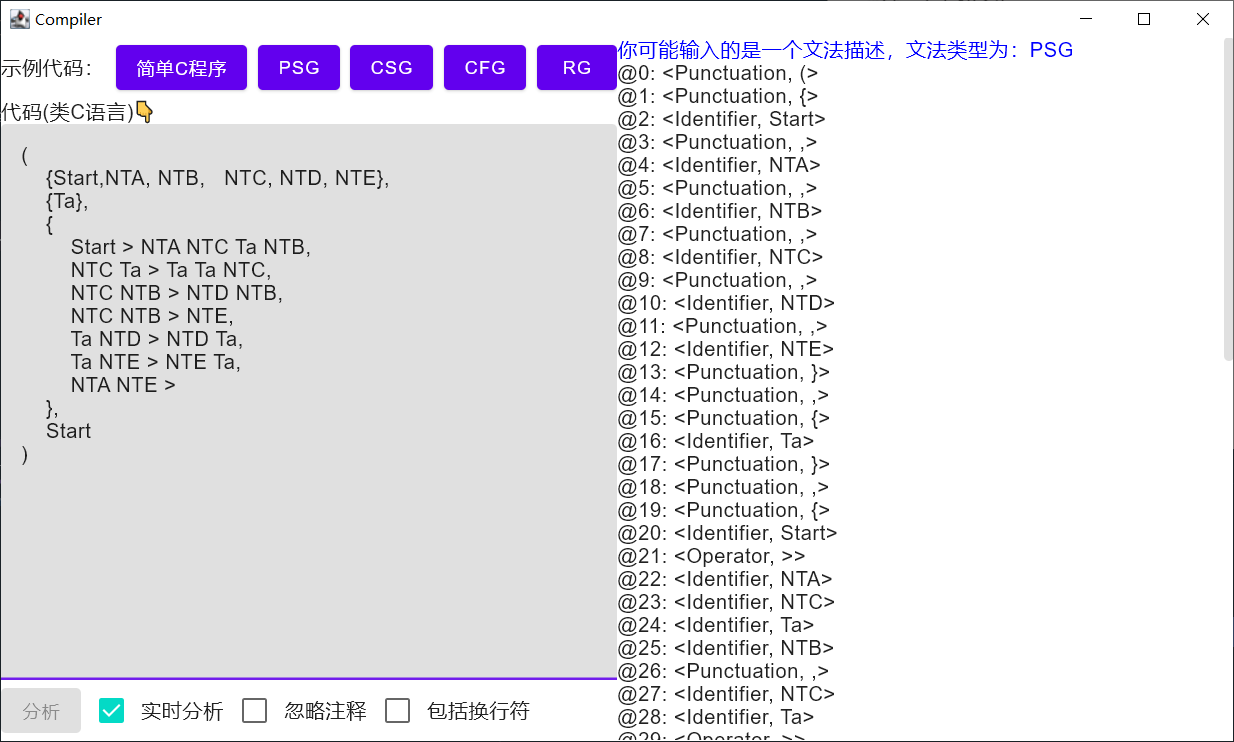 Compiler
示例代码： 简单C程序 PSG CSG CFG RG
代码(类C语言)👇
(
{Start,NTA, NTB, NTC, NTD, NTE},
{Ta},
{
Start > NTA NTC Ta NTB,
NTC Ta > Ta Ta NTC,
NTC NTB > NTD NTB,
NTC NTB > NTE,
Ta NTD > NTD Ta,
Ta NTE > NTE Ta,
NTA NTE >
},
Start
)
分析 实时分析 忽略注释 包括换行符
你可能输入的是一个文法描述，文法类型为：PSG
@0: <Punctuation, (>
@1: <Punctuation, {>
@2: <Identifier, Start>
@3: <Punctuation, ,>
@4: <Identifier, NTA>
@5: <Punctuation, ,>
@6: <Identifier, NTB>
@7: <Punctuation, ,>
@8: <Identifier, NTC>
@9: <Punctuation, ,>
@10: <Identifier, NTD>
@11: <Punctuation, ,>
@12: <Identifier, NTE>
@13: <Punctuation, }>
@14: <Punctuation, ,>
@15: <Punctuation, {>
@16: <Identifier, Ta>
@17: <Punctuation, }>
@18: <Punctuation, ,>
@19: <Punctuation, {>
@20: <Identifier, Start>
@21: <Operator, >>
@22: <Identifier, NTA>
@23: <Identifier, NTC>
@24: <Identifier, Ta>
@25: <Identifier, NTB>
@26: <Punctuation, ,>
@27: <Identifier, NTC>
@28: <Identifier, Ta>
@29: <Operator, >>